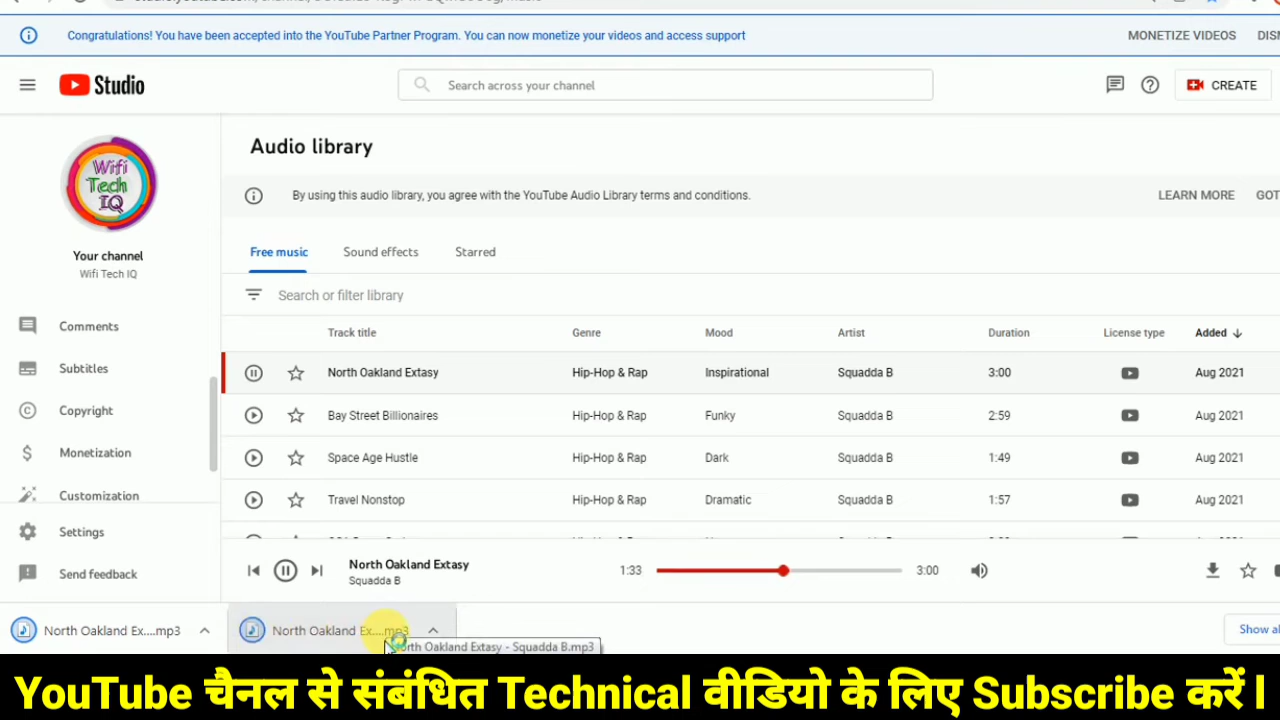 Congratulations! You have been accepted into the YouTube Partner Program. You can now monetize your videos and access support
MONETIZE VIDEOS
Studio
Search across your channel
CREATE
Wifi
Tech
IQ
Your channel
Wifi Tech IQ
Comments
Subtitles
Copyright
Monetization
Customization
Settings
Send feedback
Audio library
By using this audio library, you agree with the YouTube Audio Library terms and conditions.
LEARN MORE
GOT
Free music Sound effects Starred
Search or filter library
Track title Genre Mood Artist Duration License type Added
North Oakland Extasy Hip-Hop & Rap Inspirational Squadda B 3:00 Aug 2021
Bay Street Billionaires Hip-Hop & Rap Funky Squadda B 2:59 Aug 2021
Space Age Hustle Hip-Hop & Rap Dark Squadda B 1:49 Aug 2021
Travel Nonstop Hip-Hop & Rap Dramatic Squadda B 1:57 Aug 2021
North Oakland Extasy
Squadda B
1:33 3:00
North Oakland Ex....mp3
North Oakland Ex....mp3
North Oakland Extasy - Squadda B.mp3
Show al
YouTube चैनल से संबंधित Technical वीडियो के लिए Subscribe करें l